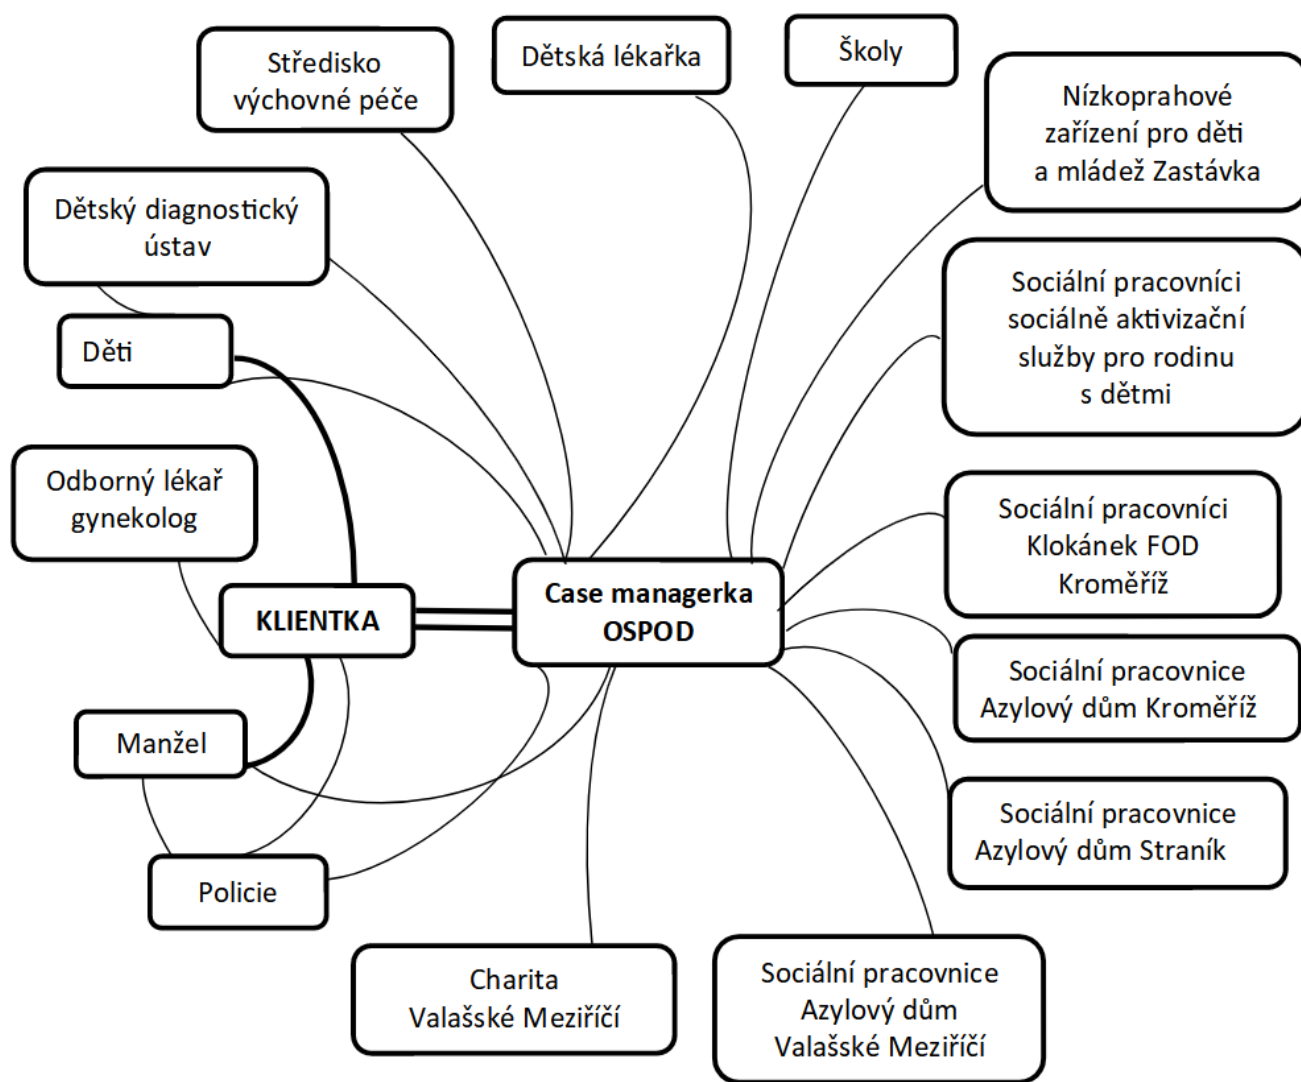 Středisko
výchovné péče
Dětská lékařka
Školy
Nízkoprahové
zařízení pro děti
a mládež Zastávka
Dětský diagnostický
ústav
Sociální pracovníci
sociálně aktivizační
služby pro rodinu
s dětmi
Děti
Odborný lékař
gynekolog
Sociální pracovníci
Klokánek FOD
Kroměříž
KLIENTKA
Case managerka
OSPOD
Sociální pracovnice
Azylový dům Kroměříž
Manžel
Sociální pracovnice
Azylový dům Straník
Policie
Charita
Valašské Meziříčí
Sociální pracovnice
Azylový dům
Valašské Meziříčí